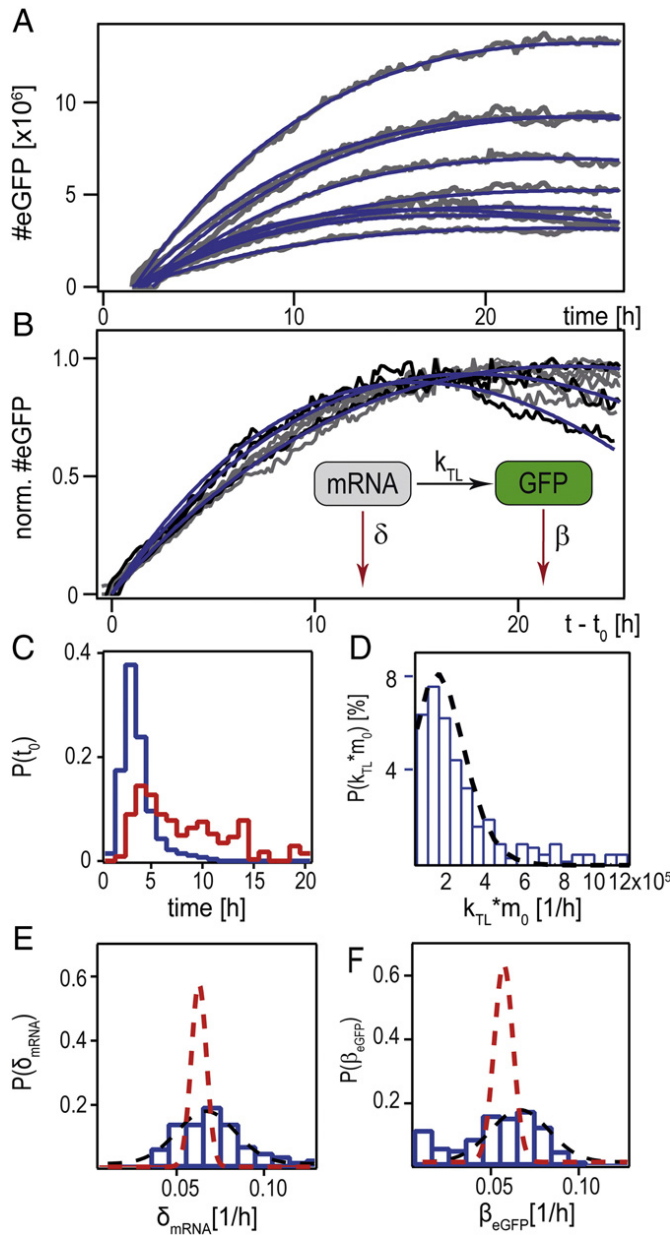 A
#eGFP [x10⁶]
10
5
0
0 10 20 time [h]
B
norm. #eGFP
1.0
0.5
0
mRNA k_TL GFP
δ β
0 10 20 t - t₀ [h]
C
P(t₀)
0.4
0.2
0
0 5 10 15 20
time [h]
D
P(k_TL*m₀) [%]
8
4
2 4 6 8 10 12x10⁵
k_TL*m₀ [1/h]
E
P(δ_mRNA)
0.6
0.4
0.2
0.05 0.10
δ_mRNA [1/h]
F
P(β_eGFP)
0.6
0.4
0.2
0.05 0.10
β_eGFP [1/h]